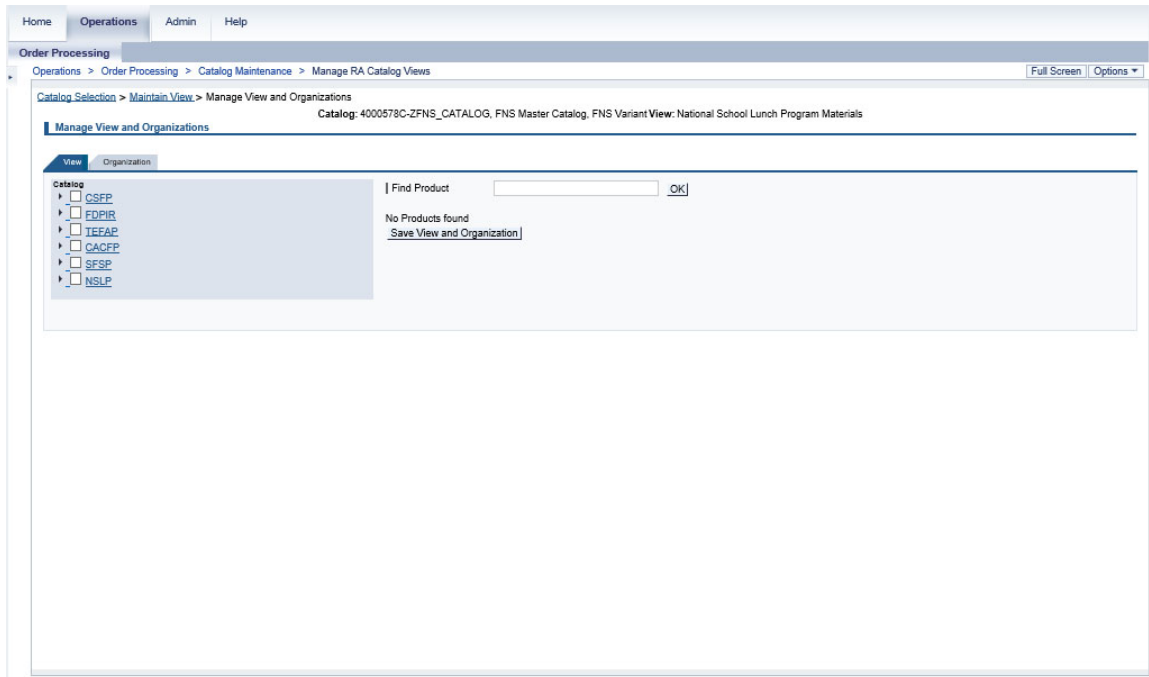 Home Operations Admin Help
Order Processing
Operations > Order Processing > Catalog Maintenance > Manage RA Catalog Views Full Screen Options
Catalog Selection > Maintain View > Manage View and Organizations
Catalog: 4000578C-ZFNS_CATALOG, FNS Master Catalog, FNS Variant View: National School Lunch Program Materials
Manage View and Organizations
View Organization
Catalog
CSFP
FDPIR
TEFAP
CACFP
SFSP
NSLP
Find Product OK
No Products found
Save View and Organization